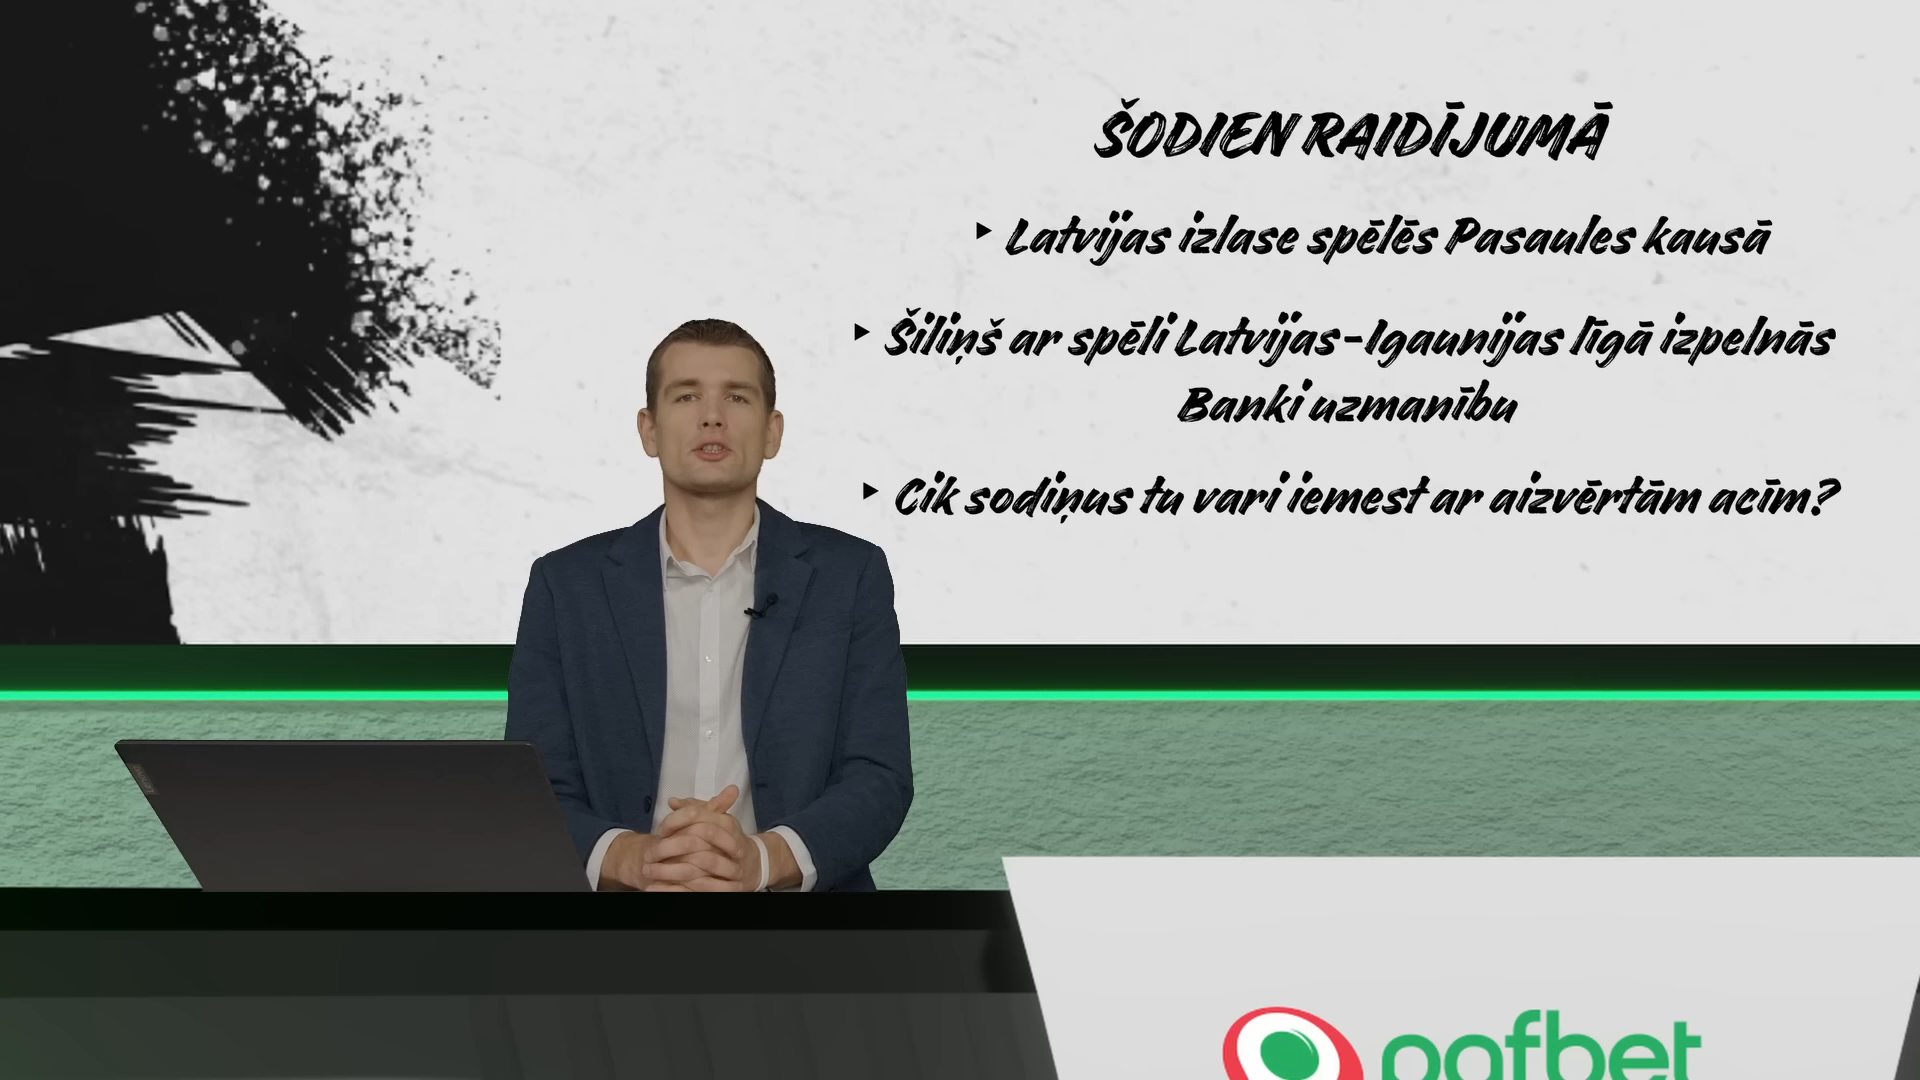 ŠODIEN RAIDĪJUMĀ
‣ Latvijas izlase spēlēs Pasaules kausā
‣ Šiliņš ar spēli Latvijas-Igaunijas līgā izpelnās
Banki uzmanību
‣ Cik sodiņus tu vari iemest ar aizvērtām acīm?
pafbet